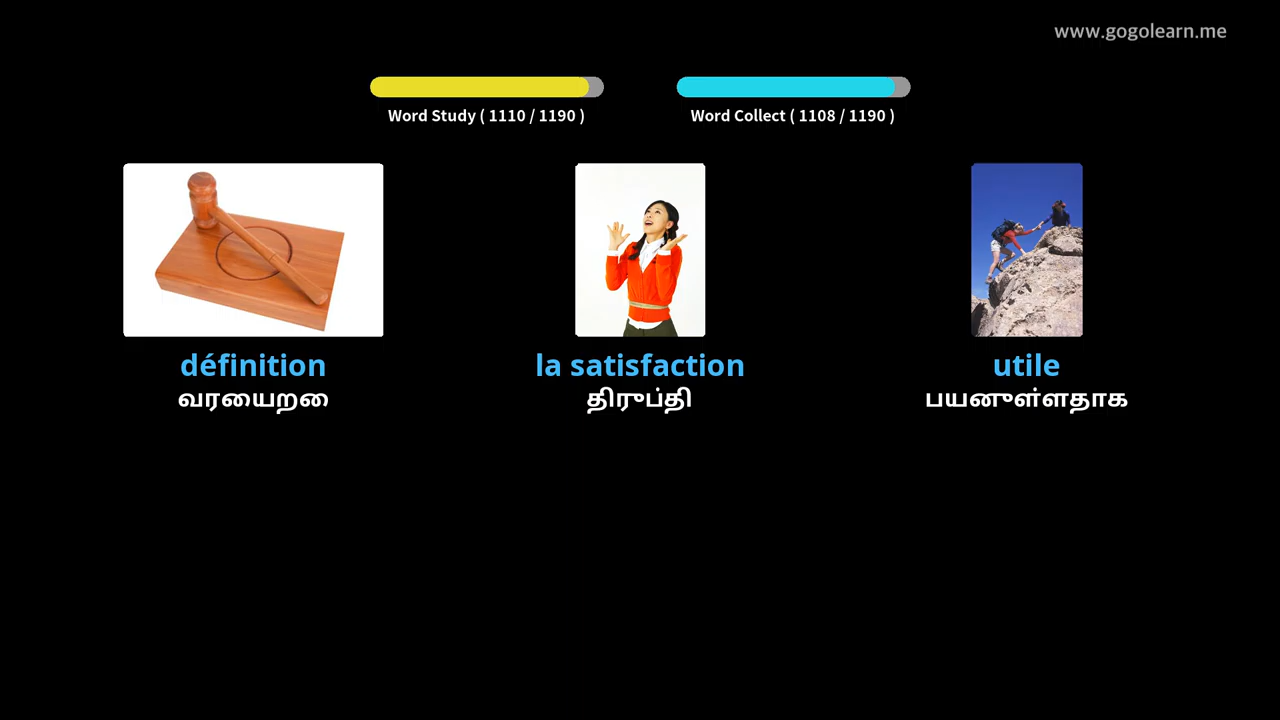 www.gogolearn.me
Word Study ( 1110 / 1190 )
Word Collect ( 1108 / 1190 )
définition
la satisfaction
utile
வரையறை
திருப்தி
பயனுள்ளதாக